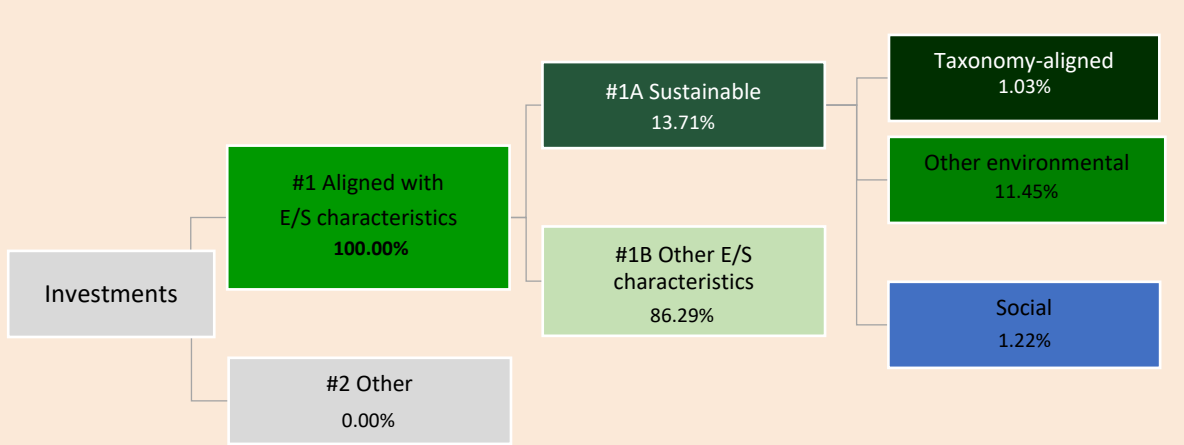 Investments
#1 Aligned with
E/S characteristics
100.00%
#2 Other
0.00%
#1A Sustainable
13.71%
#1B Other E/S
characteristics
86.29%
Taxonomy-aligned
1.03%
Other environmental
11.45%
Social
1.22%